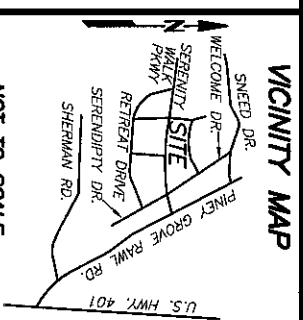 VICINITY MAP
N
SNEED DR.
WELCOME DR.
SERENITY
WALK
PKWY
SITE
RETREAT DRIVE
SERENDIPTY DR.
SHERMAN RD.
PINEY GROVE RAWL RD.
U.S. HWY. 401
NOT TO SCALE